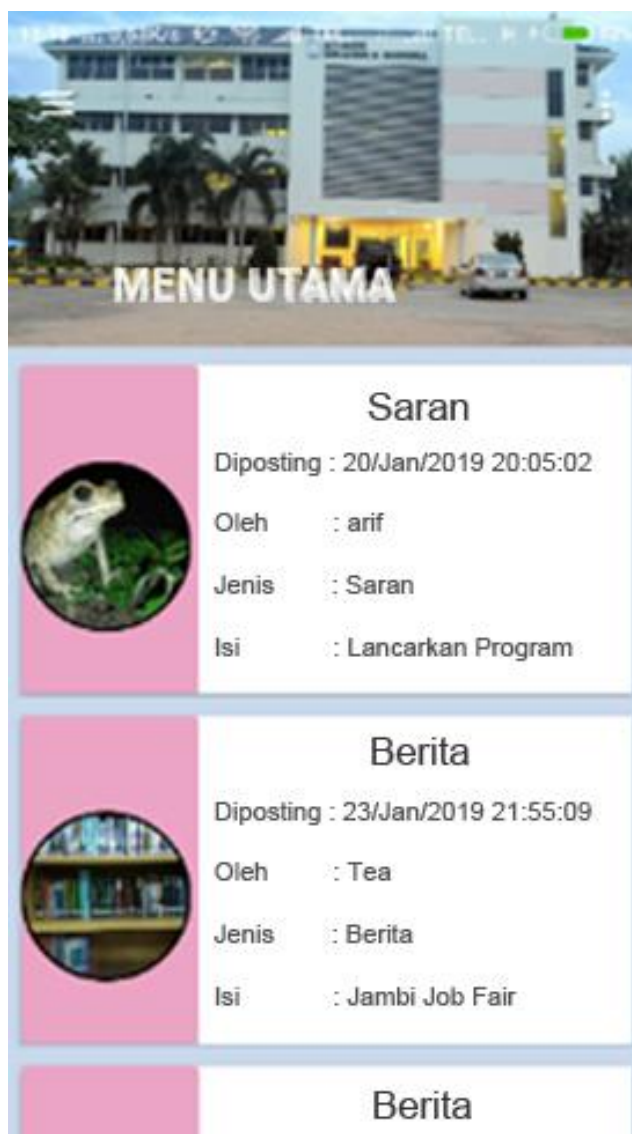 MENU UTAMA
Saran
Diposting : 20/Jan/2019 20:05:02
Oleh : arif
Jenis : Saran
Isi : Lancarkan Program
Berita
Diposting : 23/Jan/2019 21:55:09
Oleh : Tea
Jenis : Berita
Isi : Jambi Job Fair
Berita